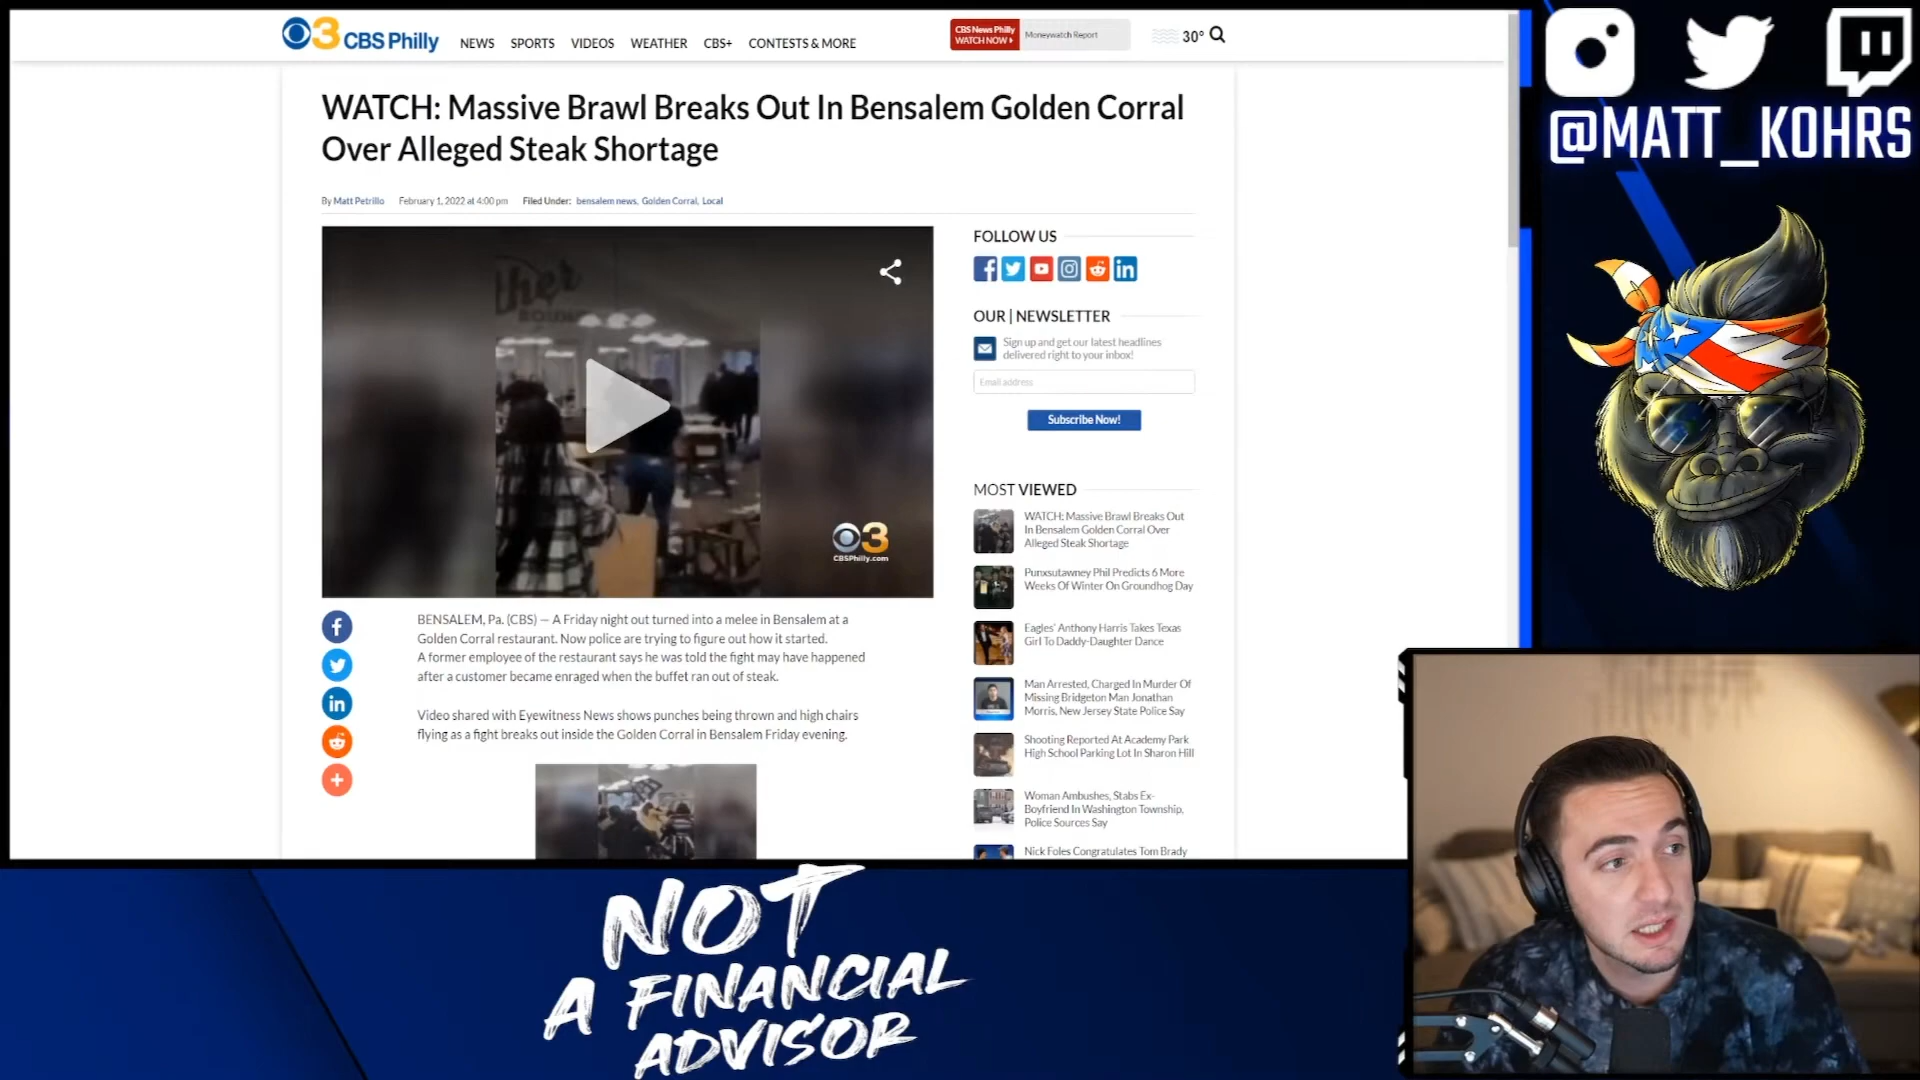 3 CBS Philly
NEWS SPORTS VIDEOS WEATHER CBS+ CONTESTS & MORE
CBS News Philly
WATCH NOW
Moneywatch Report
30°
WATCH: Massive Brawl Breaks Out In Bensalem Golden Corral
Over Alleged Steak Shortage
By Matt Petrillo February 1, 2022 at 4:00 pm Filed Under: bensalem news, Golden Corral, Local
3
CBSPhilly.com
BENSALEM, Pa. (CBS) — A Friday night out turned into a melee in Bensalem at a
Golden Corral restaurant. Now police are trying to figure out how it started.
A former employee of the restaurant says he was told the fight may have happened
after a customer became enraged when the buffet ran out of steak.
Video shared with Eyewitness News shows punches being thrown and high chairs
flying as a fight breaks out inside the Golden Corral in Bensalem Friday evening.
FOLLOW US
OUR | NEWSLETTER
Sign up and get our latest headlines
delivered right to your inbox!
Email address
Subscribe Now!
MOST VIEWED
WATCH: Massive Brawl Breaks Out
In Bensalem Golden Corral Over
Alleged Steak Shortage
Punxsutawney Phil Predicts 6 More
Weeks Of Winter On Groundhog Day
Eagles' Anthony Harris Takes Texas
Girl To Daddy-Daughter Dance
Man Arrested, Charged In Murder Of
Missing Bridgeton Man Jonathan
Morris, New Jersey State Police Say
Shooting Reported At Academy Park
High School Parking Lot In Sharon Hill
Woman Ambushes, Stabs Ex-
Boyfriend In Washington Township,
Police Sources Say
Nick Foles Congratulates Tom Brady
@MATT_KOHRS
NOT
A FINANCIAL
ADVISOR